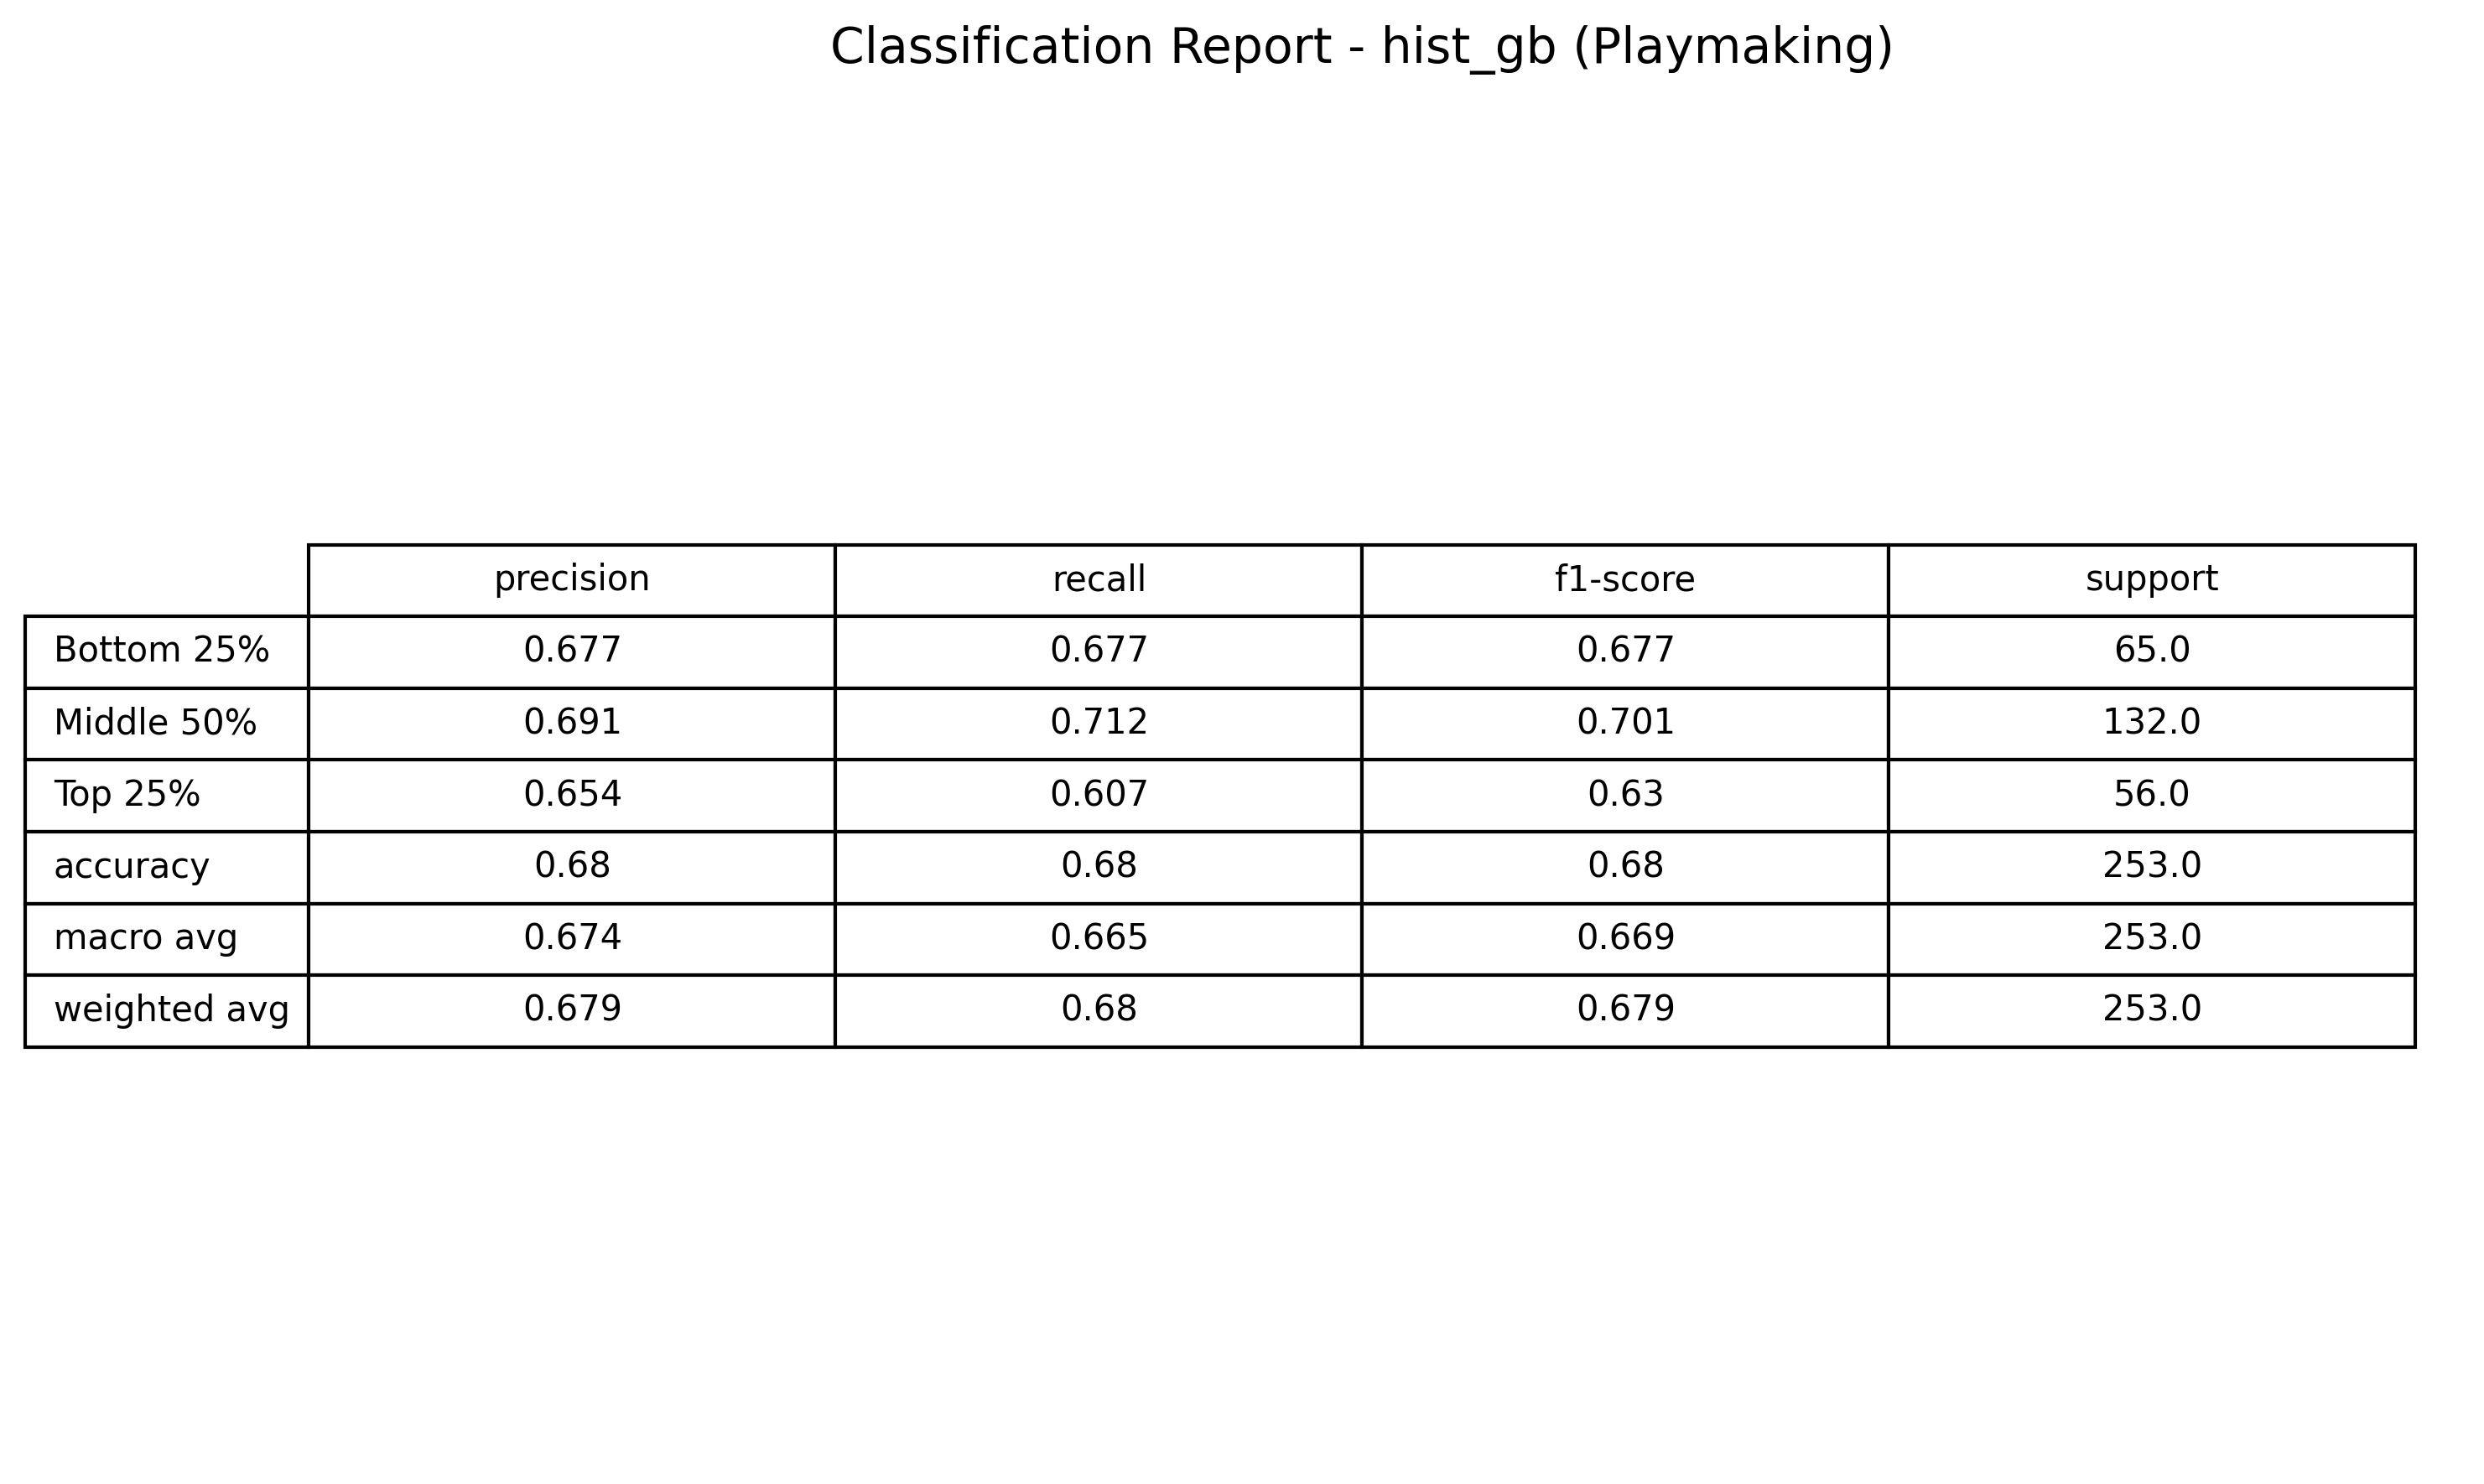 Classification Report - hist_gb (Playmaking)
precision recall f1-score support
Bottom 25% 0.677 0.677 0.677 65.0
Middle 50% 0.691 0.712 0.701 132.0
Top 25% 0.654 0.607 0.63 56.0
accuracy 0.68 0.68 0.68 253.0
macro avg 0.674 0.665 0.669 253.0
weighted avg 0.679 0.68 0.679 253.0